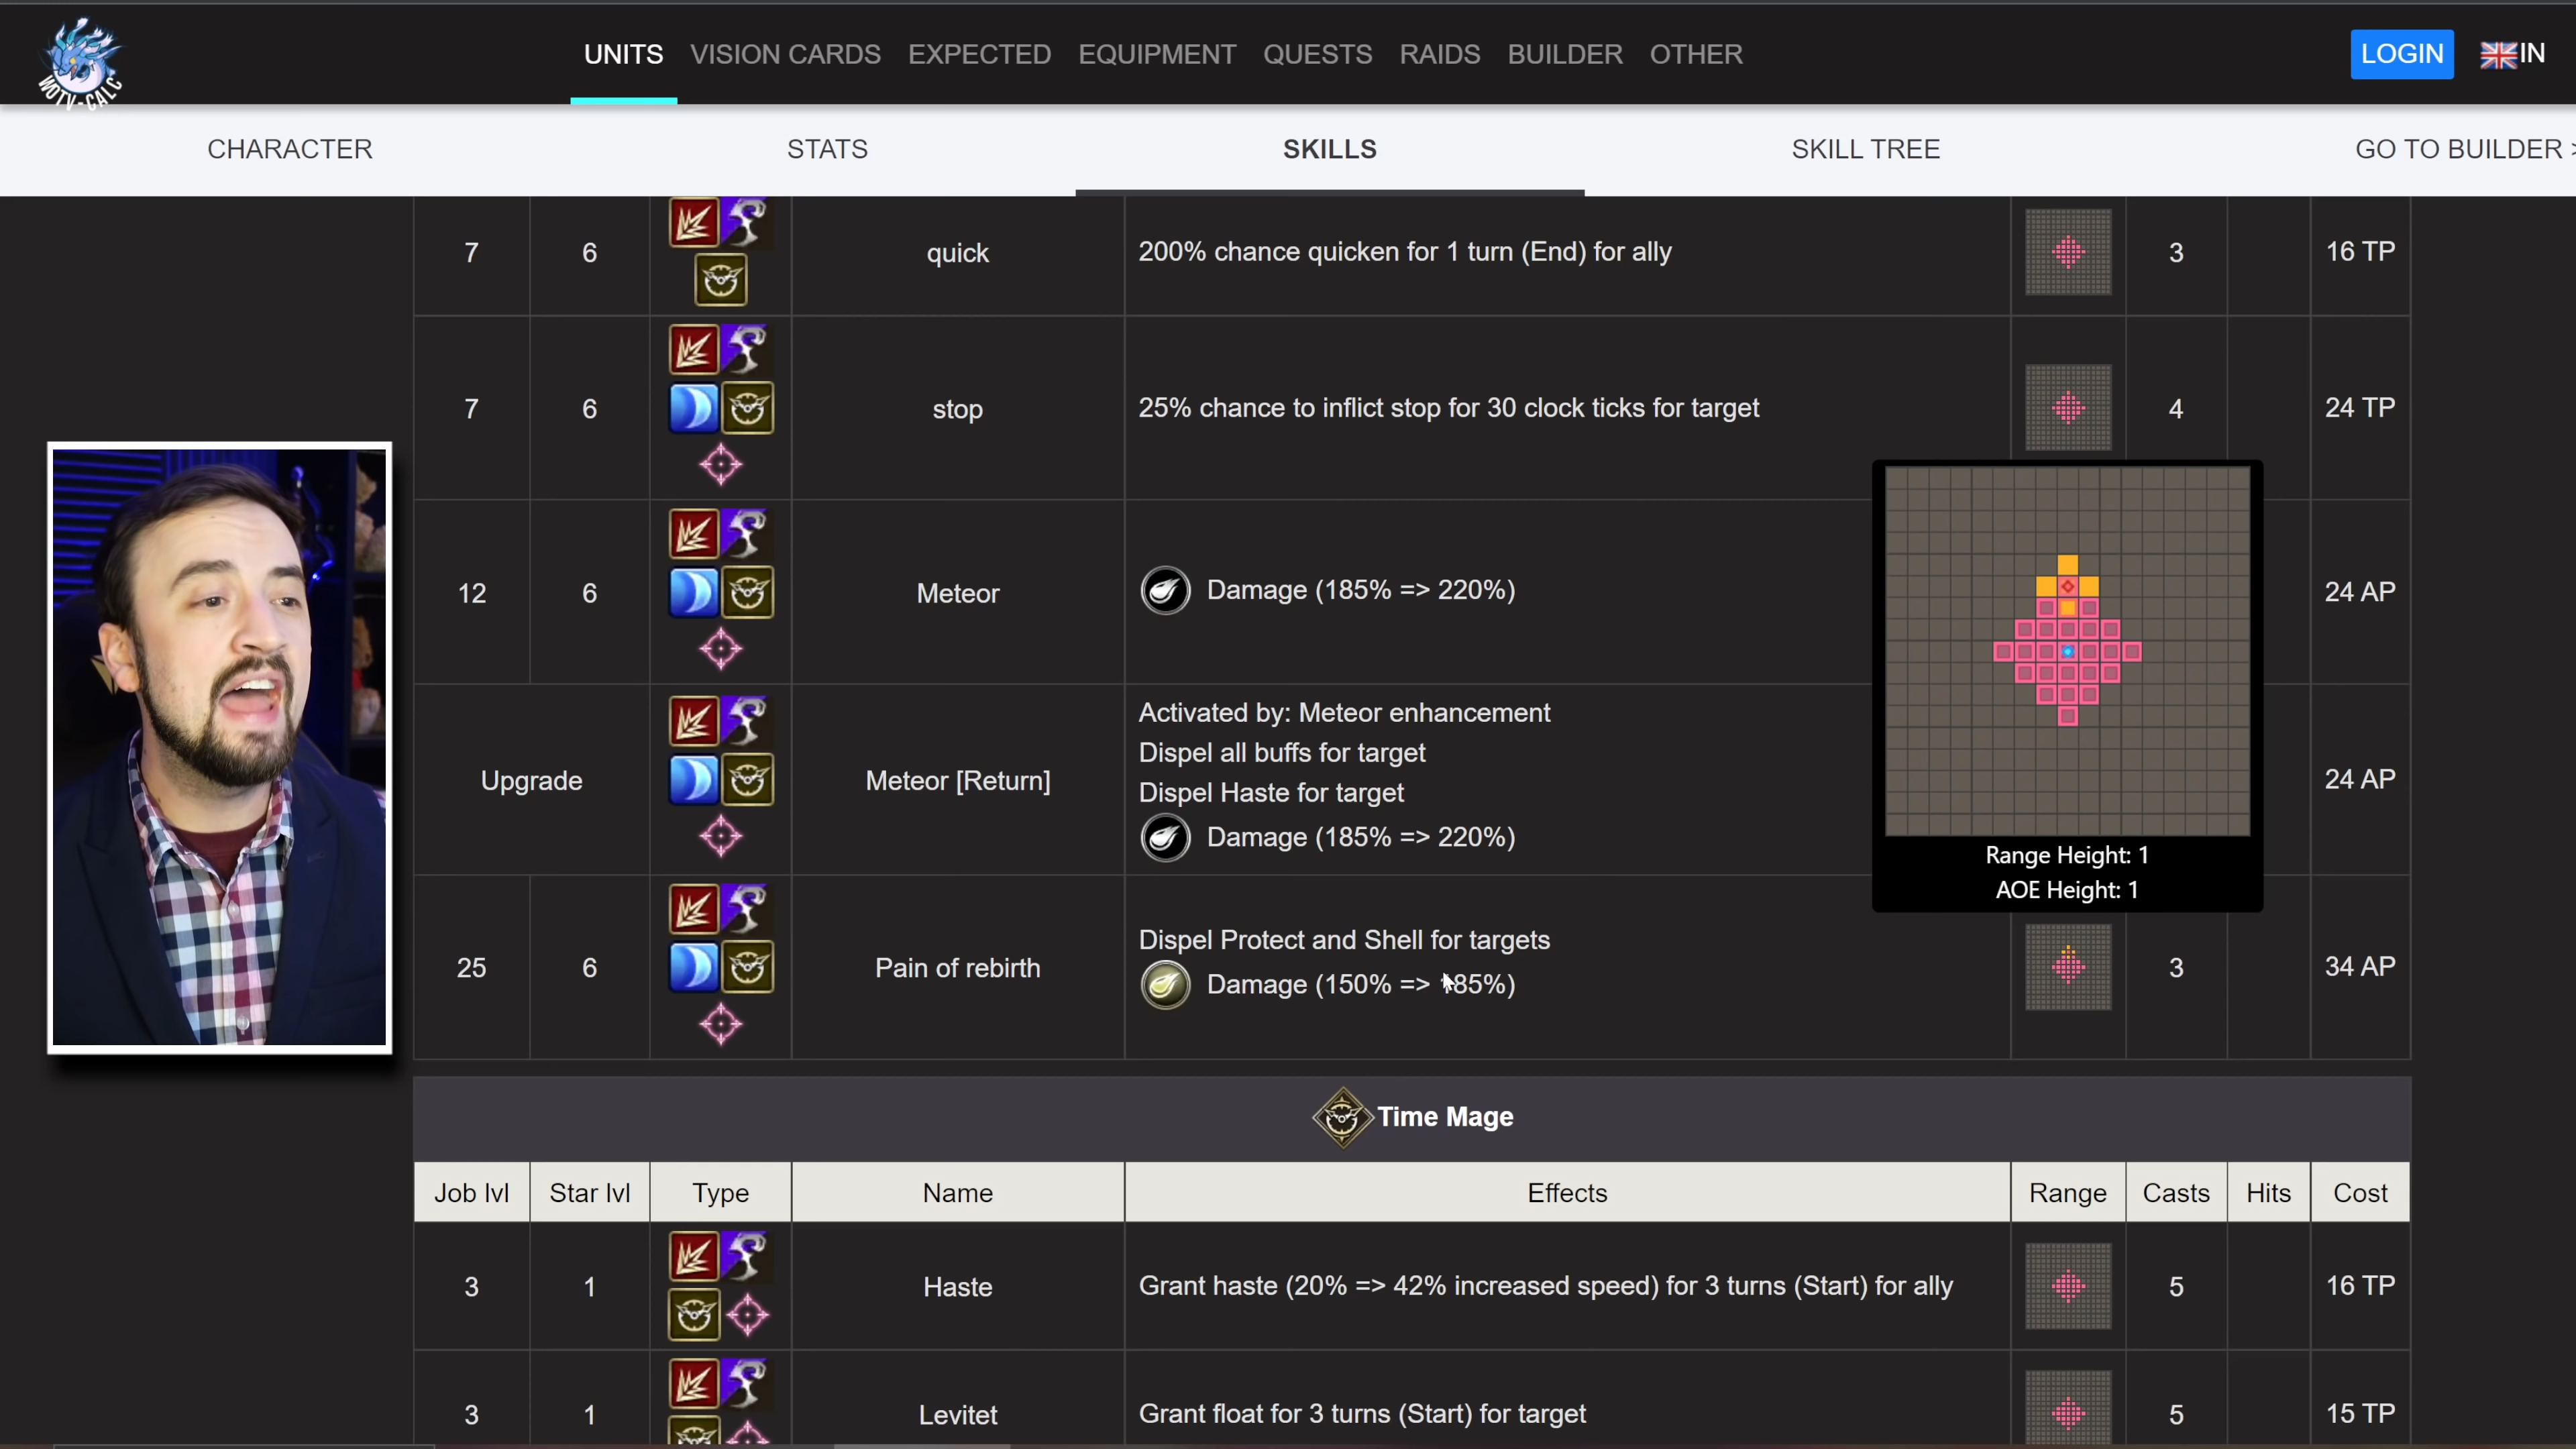 UNITS VISION CARDS EXPECTED EQUIPMENT QUESTS RAIDS BUILDER OTHER LOGIN IN
WOTV-CALC
CHARACTER STATS SKILLS SKILL TREE GO TO BUILDER >
7 6 quick 200% chance quicken for 1 turn (End) for ally 3 16 TP
7 6 stop 25% chance to inflict stop for 30 clock ticks for target 4 24 TP
12 6 Meteor Damage (185% => 220%) 24 AP
Upgrade Meteor [Return] Activated by: Meteor enhancement
Dispel all buffs for target
Dispel Haste for target
Damage (185% => 220%) 24 AP
Range Height: 1
AOE Height: 1
25 6 Pain of rebirth Dispel Protect and Shell for targets
Damage (150% => 185%) 3 34 AP
Time Mage
Job lvl Star lvl Type Name Effects Range Casts Hits Cost
3 1 Haste Grant haste (20% => 42% increased speed) for 3 turns (Start) for ally 5 16 TP
3 1 Levitet Grant float for 3 turns (Start) for target 5 15 TP